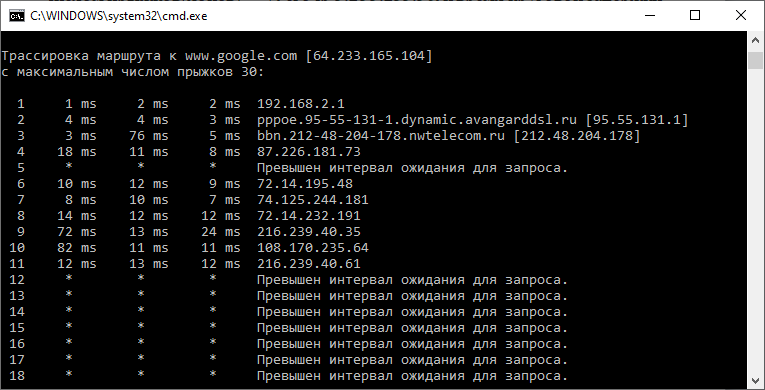 C:\WINDOWS\system32\cmd.exe
Трассировка маршрута к www.google.com [64.233.165.104]
с максимальным числом прыжков 30:
1 1 ms 2 ms 2 ms 192.168.2.1
2 4 ms 4 ms 3 ms pppoe.95-55-131-1.dynamic.avangarddsl.ru [95.55.131.1]
3 3 ms 76 ms 5 ms bbn.212-48-204-178.nwtelecom.ru [212.48.204.178]
4 18 ms 11 ms 8 ms 87.226.181.73
5 * * * Превышен интервал ожидания для запроса.
6 10 ms 12 ms 9 ms 72.14.195.48
7 8 ms 10 ms 7 ms 74.125.244.181
8 14 ms 12 ms 12 ms 72.14.232.191
9 72 ms 13 ms 24 ms 216.239.40.35
10 82 ms 11 ms 11 ms 108.170.235.64
11 12 ms 13 ms 12 ms 216.239.40.61
12 * * * Превышен интервал ожидания для запроса.
13 * * * Превышен интервал ожидания для запроса.
14 * * * Превышен интервал ожидания для запроса.
15 * * * Превышен интервал ожидания для запроса.
16 * * * Превышен интервал ожидания для запроса.
17 * * * Превышен интервал ожидания для запроса.
18 * * * Превышен интервал ожидания для запроса.